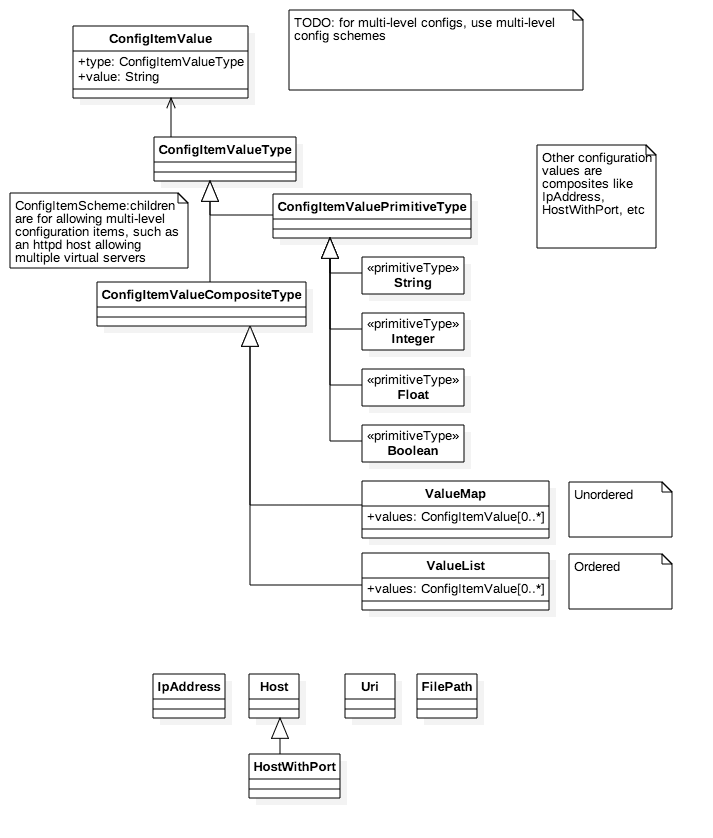 ConfigItemValue
+type: ConfigItemValueType
+value: String
TODO: for multi-level configs, use multi-level
config schemes
ConfigItemValueType
Other configuration
values are
composites like
IpAddress,
HostWithPort, etc
ConfigItemScheme:children
are for allowing multi-level
configuration items, such as
an httpd host allowing
multiple virtual servers
ConfigItemValuePrimitiveType
«primitiveType»
String
ConfigItemValueCompositeType
«primitiveType»
Integer
«primitiveType»
Float
«primitiveType»
Boolean
ValueMap
+values: ConfigItemValue[0..*]
Unordered
ValueList
+values: ConfigItemValue[0..*]
Ordered
IpAddress
Host
Uri
FilePath
HostWithPort